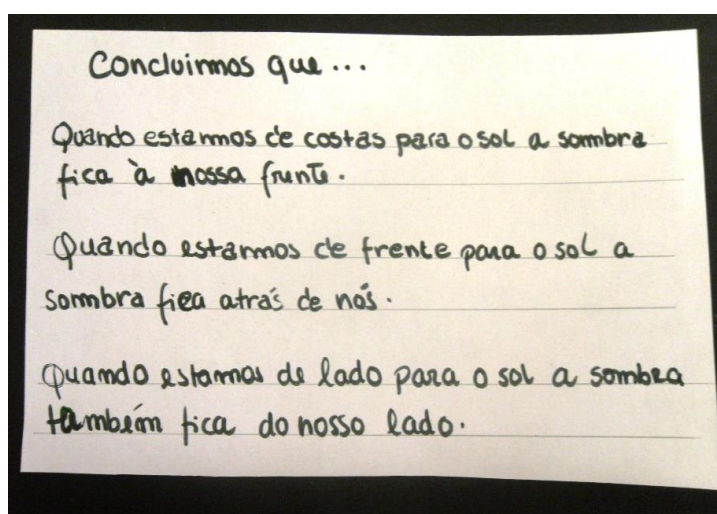 Concluimos que...
Quando estamos de costas para o sol a sombra
fica à nossa frente.
Quando estamos de frente para o sol a
sombra fica atrás de nós.
Quando estamos de lado para o sol a sombra
também fica do nosso lado.